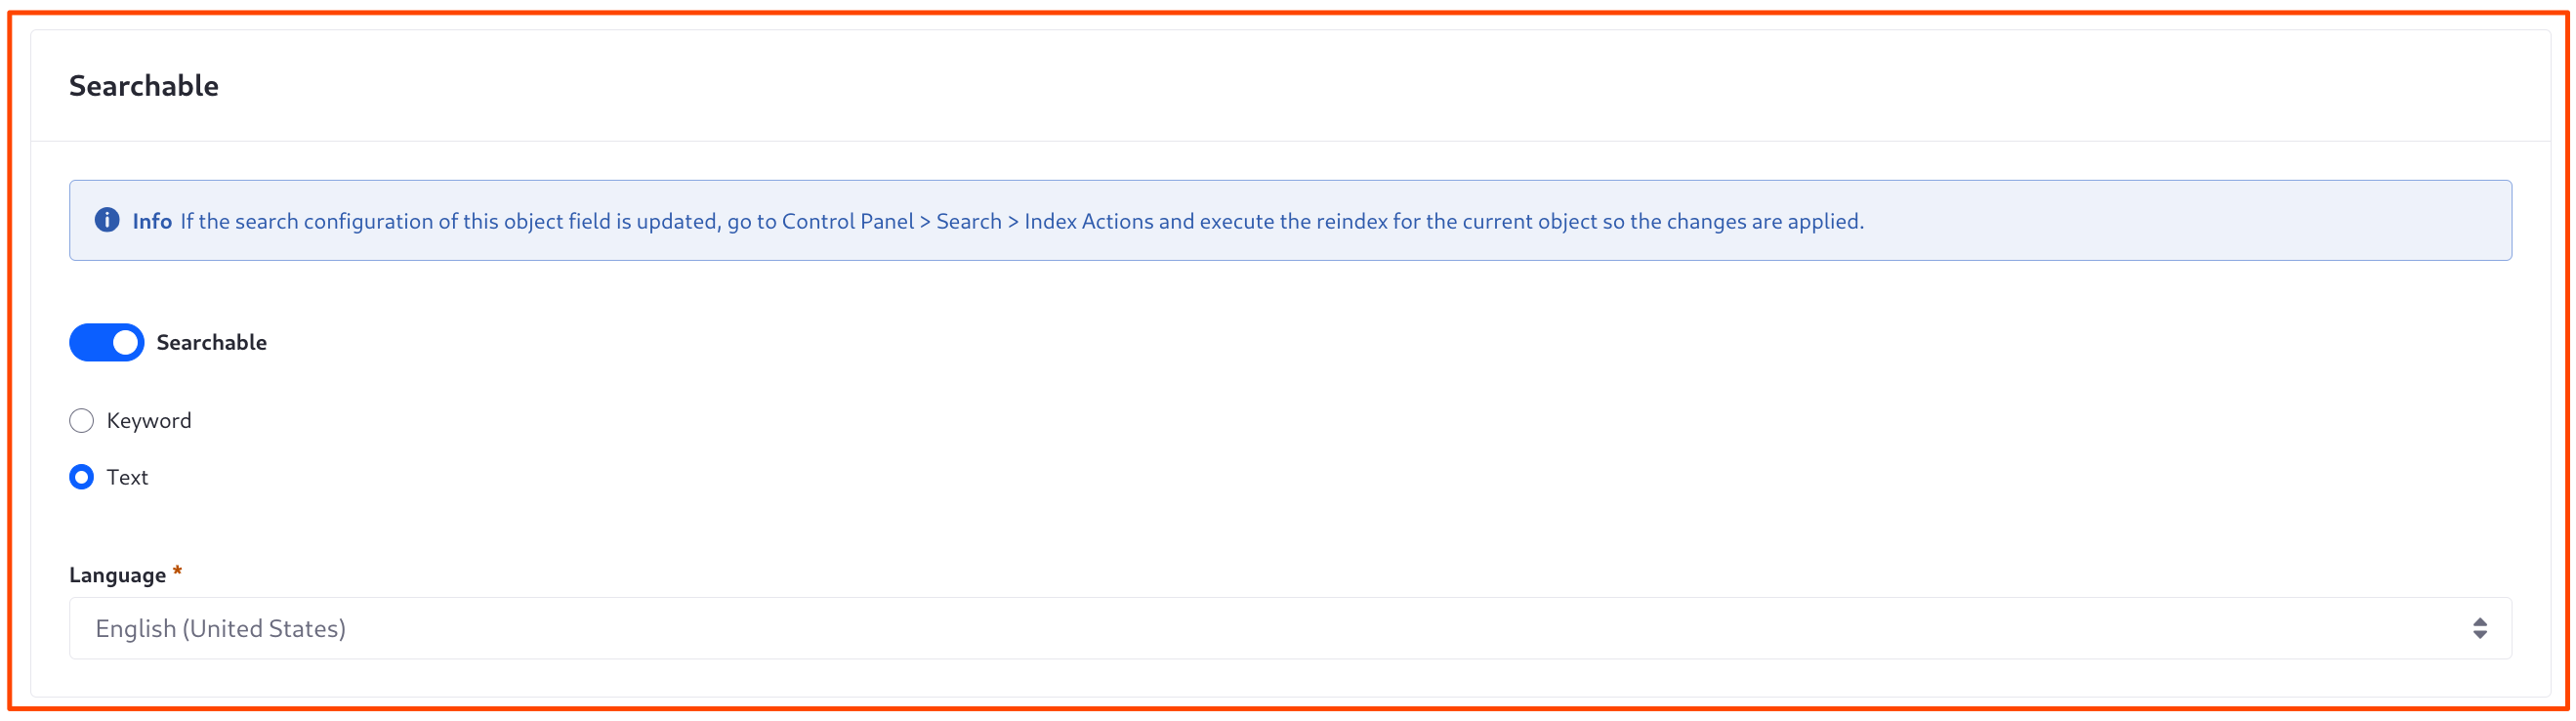 Searchable
Info If the search configuration of this object field is updated, go to Control Panel > Search > Index Actions and execute the reindex for the current object so the changes are applied.
Searchable
Keyword
Text
Language *
English (United States)